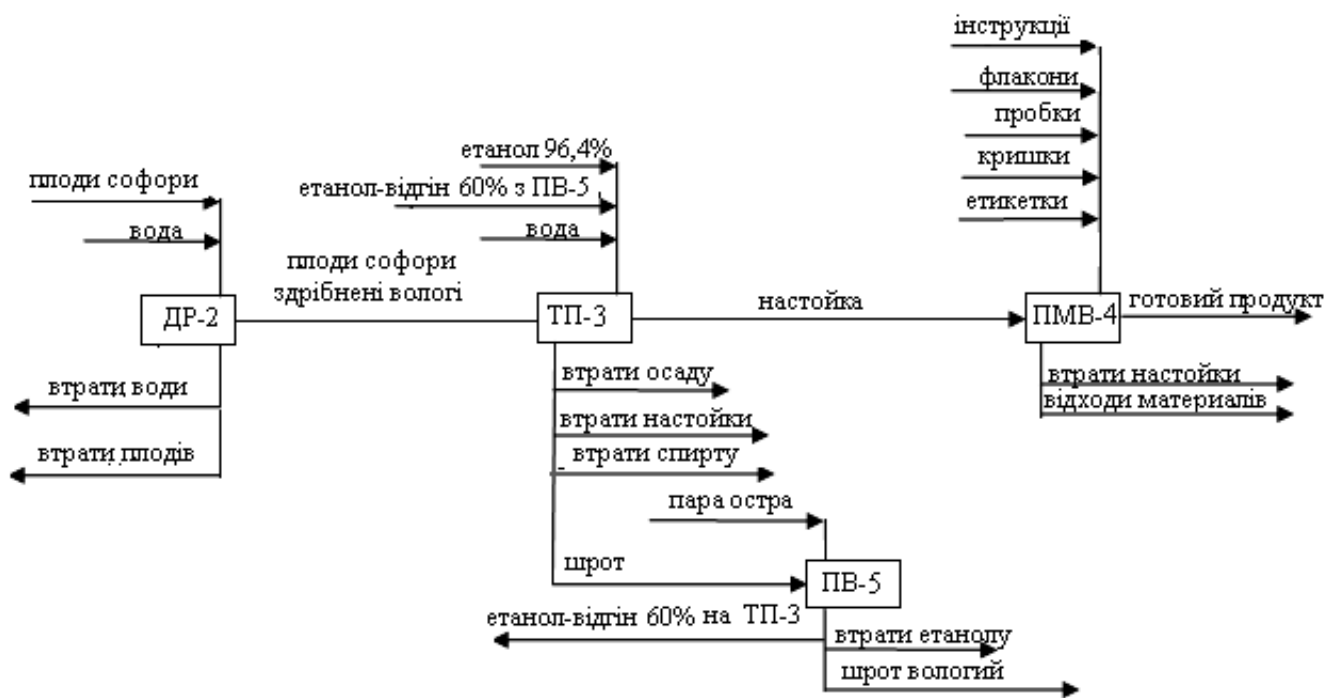 інструкції
флакони
пробки
кришки
етикетки
етанол 96,4%
етанол-відгін 60% з ПВ-5
вода
плоди софори
вода
плоди софори
здрібнені вологі
ДР-2
ТП-3
настойка
ПМВ-4
готовий продукт
втрати води
втрати плодів
втрати осаду
втрати настойки
втрати спирту
втрати настойки
відходи материалів
пара остра
шрот
ПВ-5
етанол-відгін 60% на ТП-3
втрати етанолу
шрот вологий